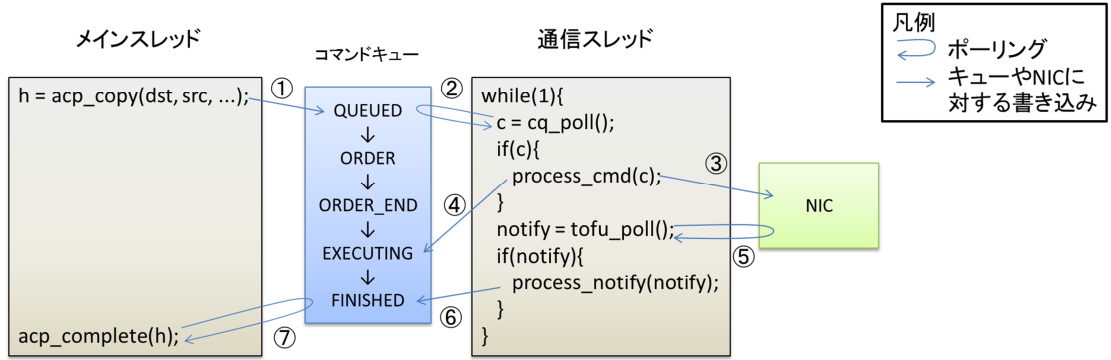 メインスレッド
h = acp_copy(dst, src, ...);
acp_complete(h);
①
コマンドキュー
QUEUED
↓
ORDER
↓
ORDER_END
↓
EXECUTING
↓
FINISHED
⑦
②
④
⑥
通信スレッド
while(1){
c = cq_poll();
if(c){
process_cmd(c);
}
notify = tofu_poll();
if(notify){
process_notify(notify);
}
}
③
⑤
NIC
凡例
ポーリング
キューやNICに
対する書き込み